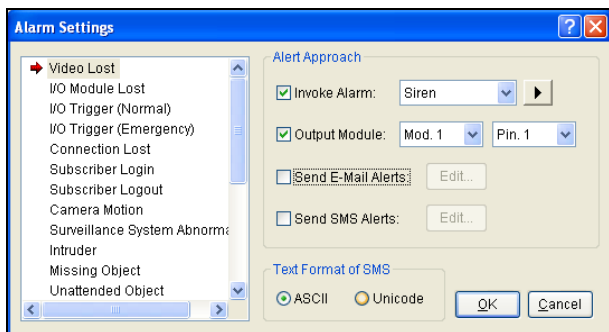 Alarm Settings
Video Lost
I/O Module Lost
I/O Trigger (Normal)
I/O Trigger (Emergency)
Connection Lost
Subscriber Login
Subscriber Logout
Camera Motion
Surveillance System Abnorma
Intruder
Missing Object
Unattended Object
Alert Approach
Invoke Alarm: Siren
Output Module: Mod. 1 Pin. 1
Send E-Mail Alerts: Edit...
Send SMS Alerts: Edit...
Text Format of SMS
ASCII Unicode
OK Cancel